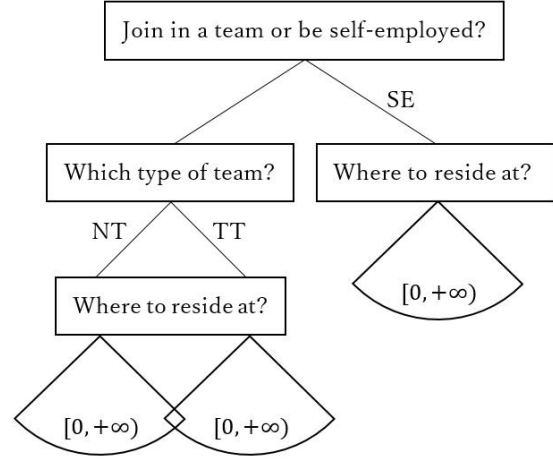 Join in a team or be self-employed?
SE
Which type of team?
Where to reside at?
NT
TT
[0, +∞)
Where to reside at?
[0, +∞)
[0, +∞)